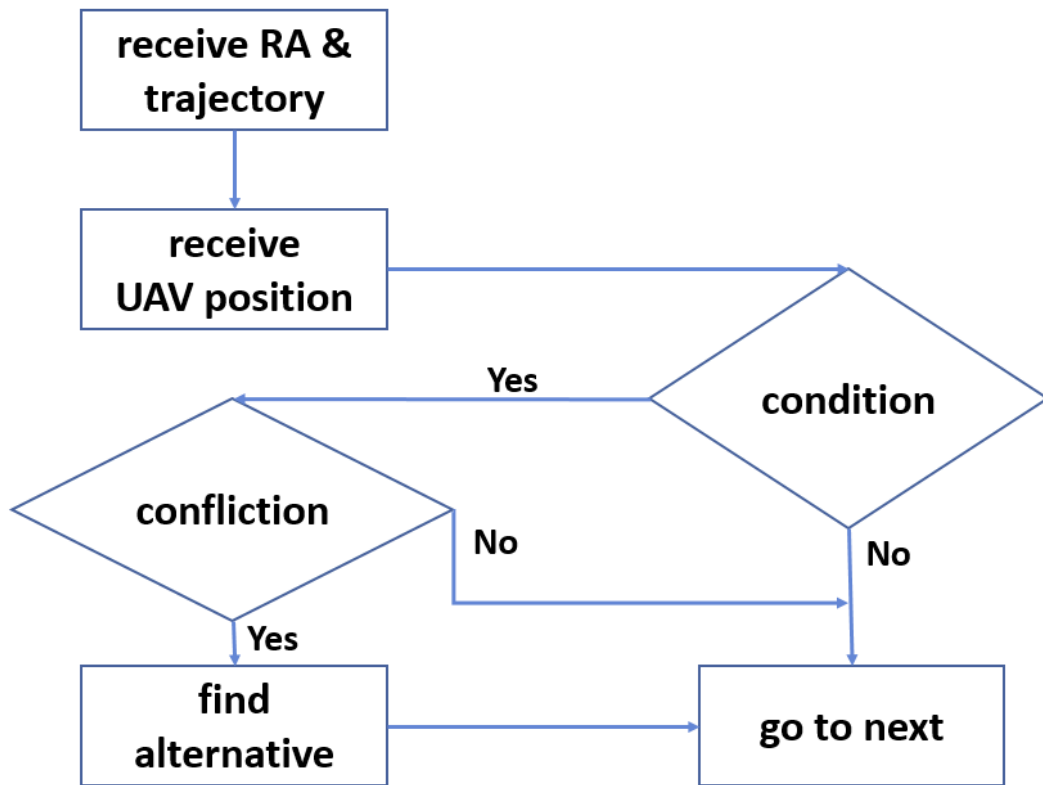 receive RA &
trajectory
receive
UAV position
Yes
condition
confliction
No
No
Yes
find
alternative
go to next